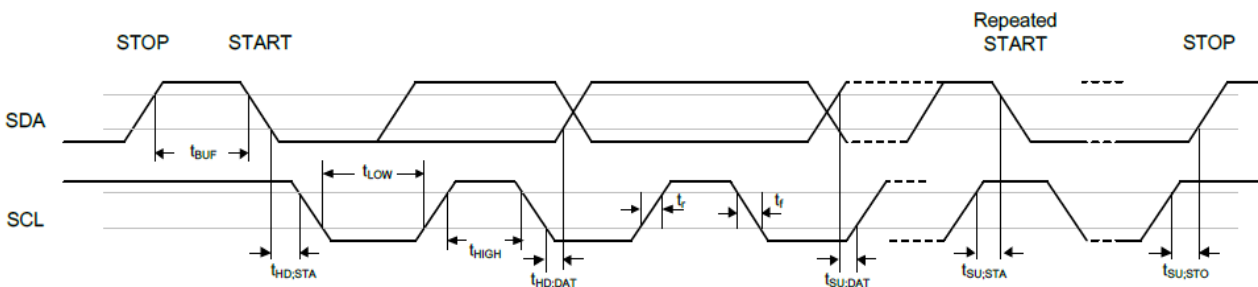 Repeated
STOP START START STOP
SDA
tBUF
tLOW
SCL
tr tf
tHIGH
tHD;STA tHD;DAT tSU;DAT tSU;STA tSU;STO